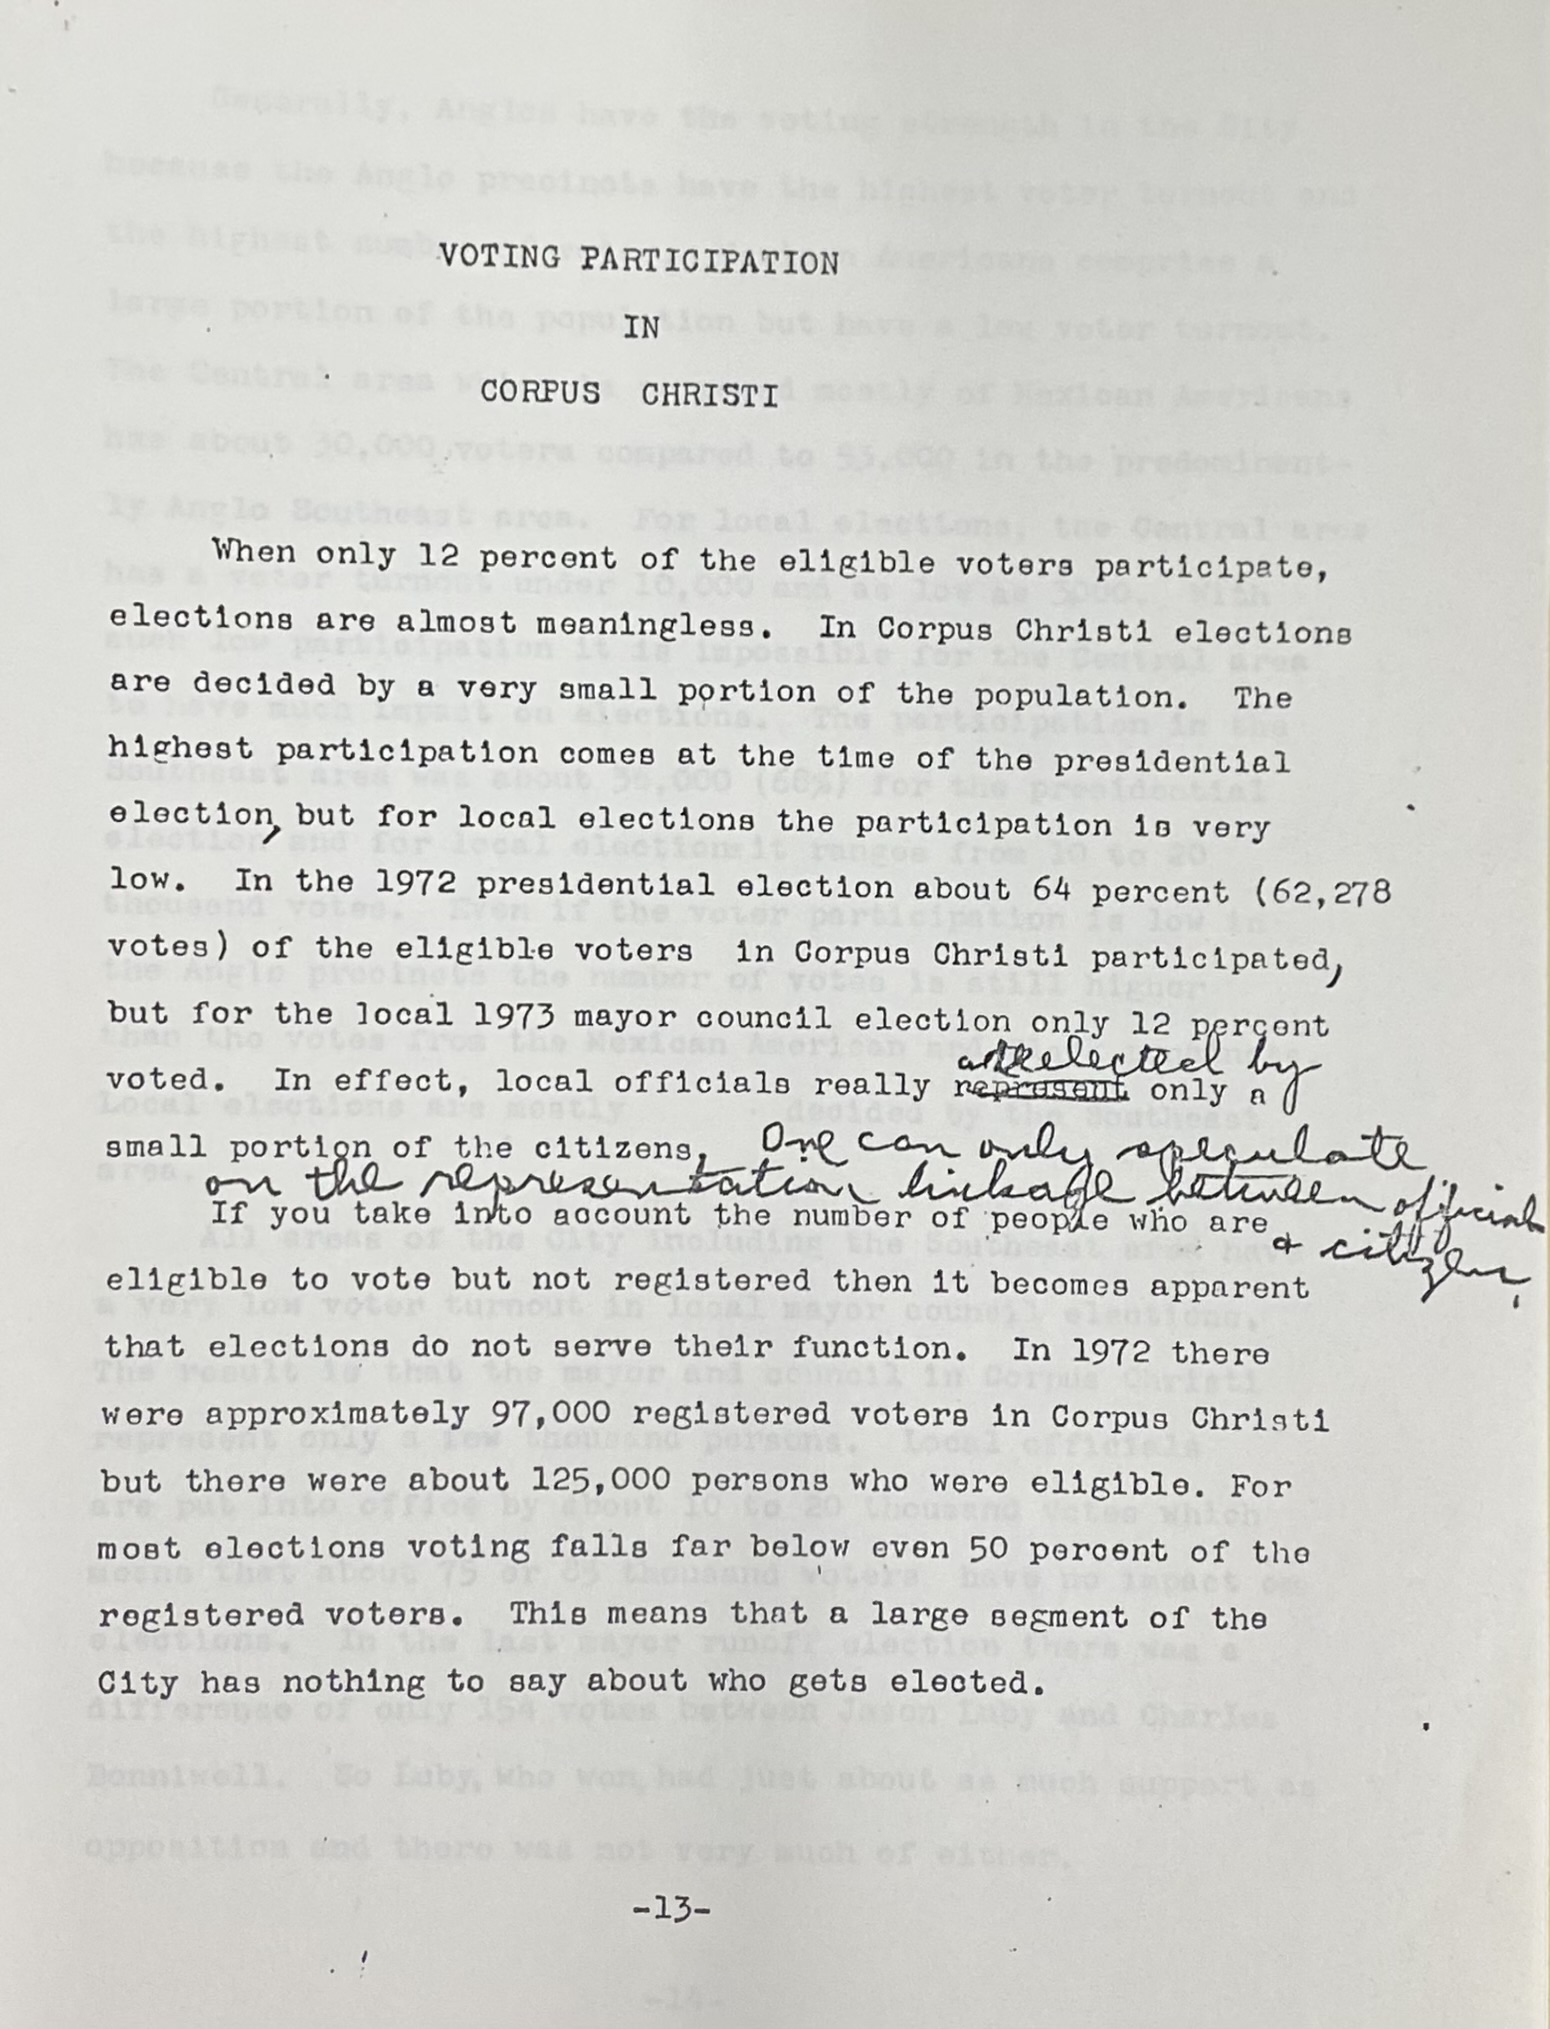 VOTING PARTICIPATION
IN
CORPUS CHRISTI
When only 12 percent of the eligible voters participate,
elections are almost meaningless. In Corpus Christi elections
are decided by a very small portion of the population. The
highest participation comes at the time of the presidential
election, but for local elections the participation is very
low. In the 1972 presidential election about 64 percent (62,278
votes) of the eligible voters in Corpus Christi participated,
but for the local 1973 mayor council election only 12 percent
elected by
voted. In effect, local officials really represent only a
small portion of the citizens. One can only speculate
on the representation linkage between official
If you take into account the number of people who are
& citizen.
eligible to vote but not registered then it becomes apparent
that elections do not serve their function. In 1972 there
were approximately 97,000 registered voters in Corpus Christi
but there were about 125,000 persons who were eligible. For
most elections voting falls far below even 50 percent of the
registered voters. This means that a large segment of the
City has nothing to say about who gets elected.
-13-